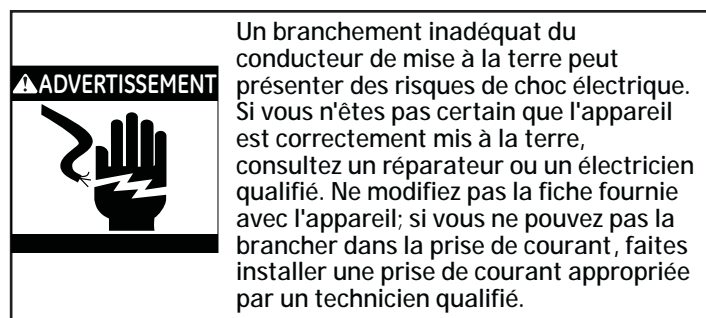 ADVERTISSEMENT
Un branchement inadéquat du
conducteur de mise à la terre peut
présenter des risques de choc électrique.
Si vous n'êtes pas certain que l'appareil
est correctement mis à la terre,
consultez un réparateur ou un électricien
qualifié. Ne modifiez pas la fiche fournie
avec l'appareil; si vous ne pouvez pas la
brancher dans la prise de courant, faites
installer une prise de courant appropriée
par un technicien qualifié.